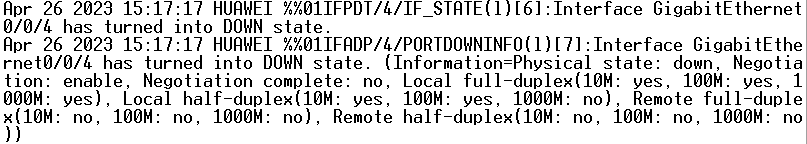 Apr 26 2023 15:17:17 HUAWEI %%01IFPDT/4/IF_STATE(l)[6]:Interface GigabitEthernet
0/0/4 has turned into DOWN state.
Apr 26 2023 15:17:17 HUAWEI %%01IFADP/4/PORTDOWNINFO(l)[7]:Interface GigabitEthe
rnet0/0/4 has turned into DOWN state. (Information=Physical state: down, Negotia
tion: enable, Negotiation complete: no, Local full-duplex(10M: yes, 100M: yes, 1
000M: yes), Local half-duplex(10M: yes, 100M: yes, 1000M: no), Remote full-duple
x(10M: no, 100M: no, 1000M: no), Remote half-duplex(10M: no, 100M: no, 1000M: no
))